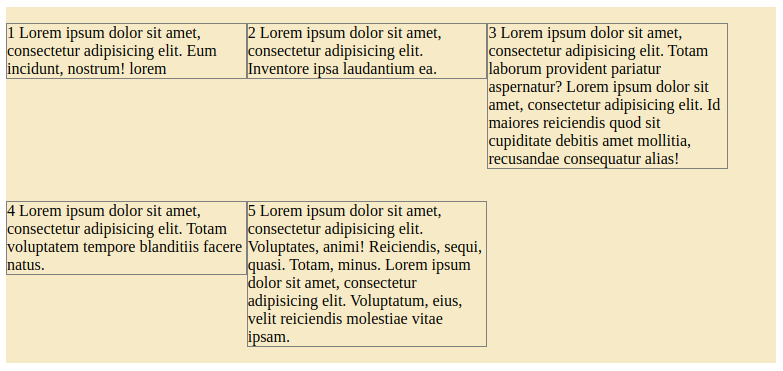 1 Lorem ipsum dolor sit amet,
consectetur adipisicing elit. Eum
incidunt, nostrum! lorem
2 Lorem ipsum dolor sit amet,
consectetur adipisicing elit.
Inventore ipsa laudantium ea.
3 Lorem ipsum dolor sit amet,
consectetur adipisicing elit. Totam
laborum provident pariatur
aspernatur? Lorem ipsum dolor sit
amet, consectetur adipisicing elit. Id
maiores reiciendis quod sit
cupiditate debitis amet mollitia,
recusandae consequatur alias!
4 Lorem ipsum dolor sit amet,
consectetur adipisicing elit. Totam
voluptatem tempore blanditiis facere
natus.
5 Lorem ipsum dolor sit amet,
consectetur adipisicing elit.
Voluptates, animi! Reiciendis, sequi,
quasi. Totam, minus. Lorem ipsum
dolor sit amet, consectetur
adipisicing elit. Voluptatum, eius,
velit reiciendis molestiae vitae
ipsam.